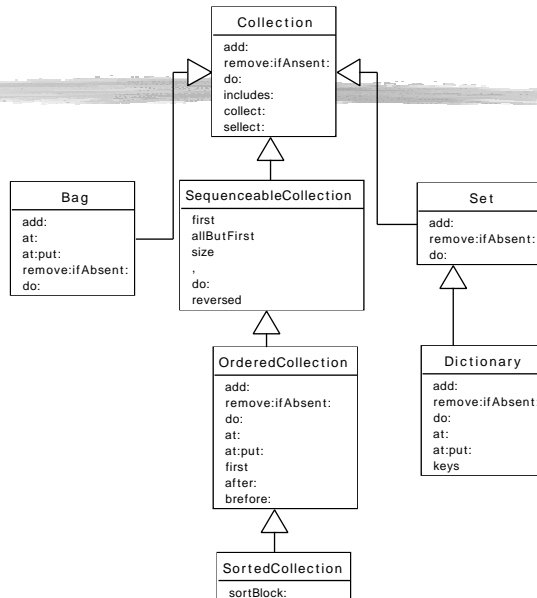 Collection
add:
remove:ifAnsent:
do:
includes:
collect:
sellect:
Bag
add:
at:
at:put:
remove:ifAbsent:
do:
SequenceableCollection
first
allButFirst
size
,
do:
reversed
Set
add:
remove:ifAbsent:
do:
OrderedCollection
add:
remove:ifAbsent:
do:
at:
at:put:
first
after:
brefore:
Dictionary
add:
remove:ifAbsent:
do:
at:
at:put:
keys
SortedCollection
sortBlock: